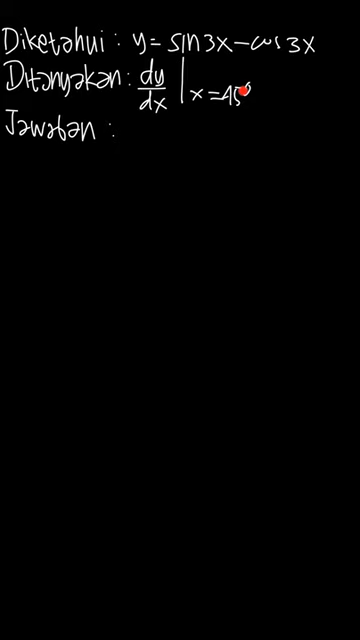 Diketahui : y = sin 3x - cos 3x
Ditanyakan : dy/dx | x = 45°
Jawaban :